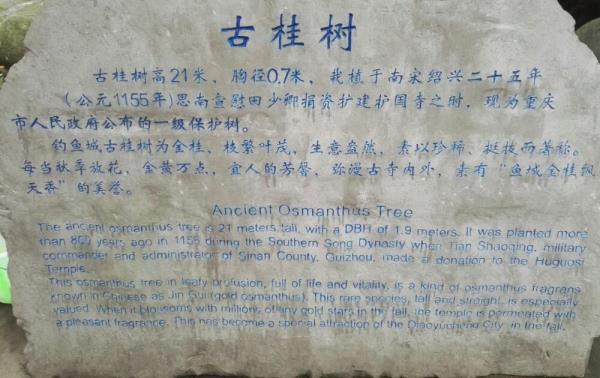 古桂树
古桂树高21米，胸径0.7米，栽植于南宋绍兴二十五年
（公元1155年）思南宣慰田少卿捐资扩建护国寺之时，现为重庆
市人民政府公布的一级保护树。
钓鱼城古桂树为金桂，枝繁叶茂，生意盎然，素以珍稀、挺拔而著称。
每当秋季放花，金黄万点，宜人的芳馨，弥漫古寺内外，素有“鱼城金桂飘
天香”的美誉。
Ancient Osmanthus Tree
The ancient osmanthus tree is 21 meters tall, with a DBH of 1.9 meters. It was planted more
than 800 years ago in 1155 during the Southern Song Dynasty when Tian Shaoqing, military
commander and administrator of Sinan County, Guizhou, made a donation to the Huguosi
Temple.
This osmanthus tree in leafy profusion, full of life and vitality, is a kind of osmanthus fragrans
known in Chinese as Jin Gui (gold osmanthus). This rare species, tall and straight, is especially
valued. When it blossoms with millions of tiny gold stars in the fall, the temple is permeated with
a pleasant fragrance. This has become a special attraction of the Diaoyucheng City in the fall.